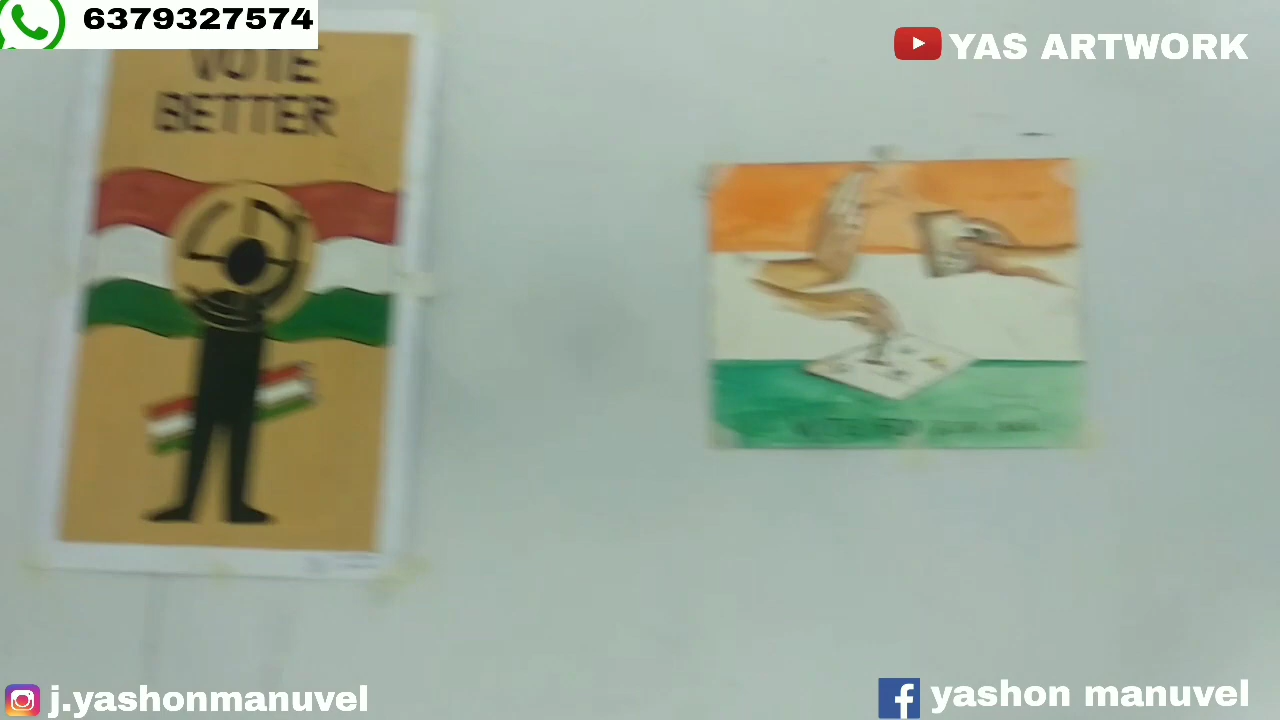 6379327574
YAS ARTWORK
VOTE
BETTER
j.yashonmanuvel
yashon manuvel